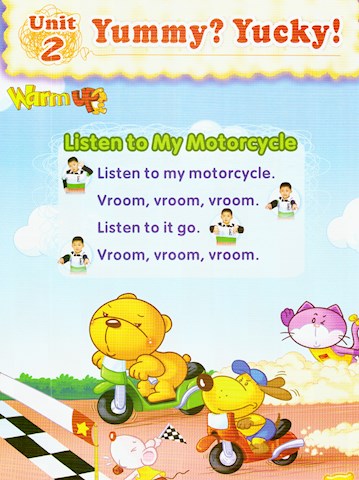 Unit
2
Yummy? Yucky!
Warm up
Listen to My Motorcycle
Listen to my motorcycle.
Vroom, vroom, vroom.
Listen to it go.
Vroom, vroom, vroom.